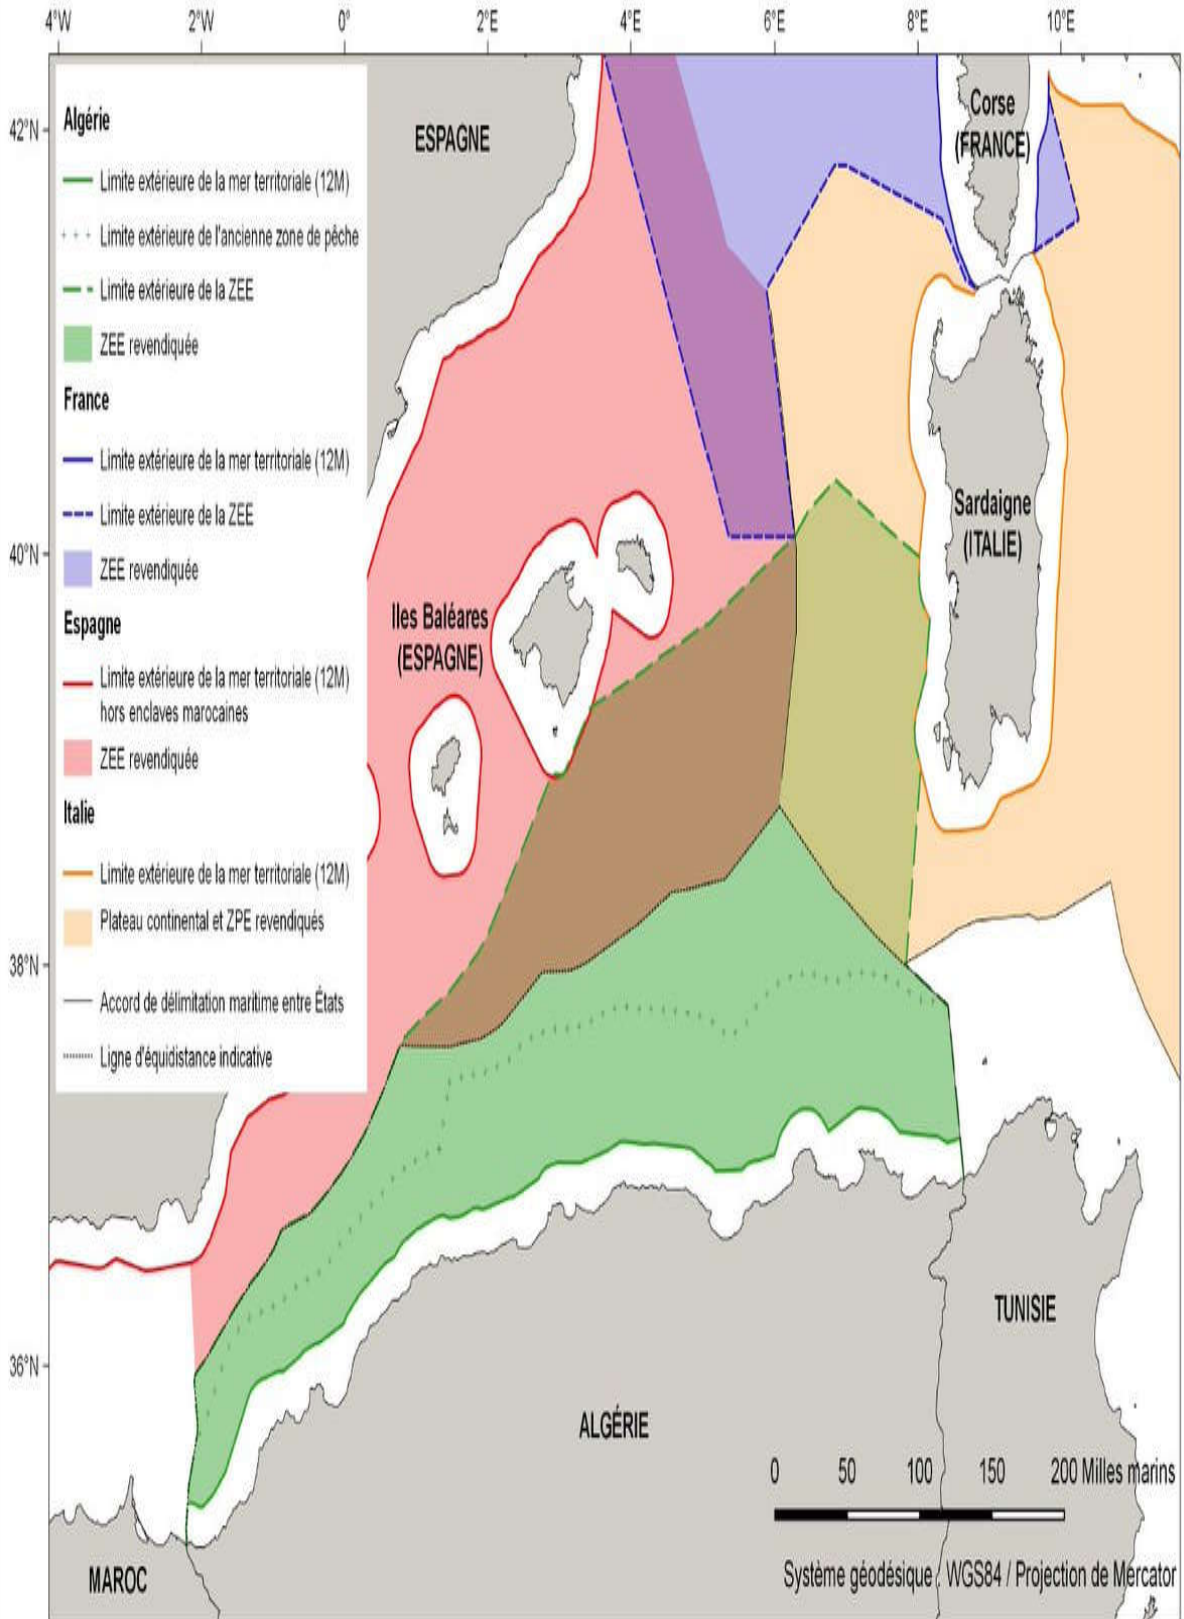 4°W 2°W 0° 2°E 4°E 6°E 8°E 10°E
42°N
40°N
38°N
36°N
Algérie
Limite extérieure de la mer territoriale (12M)
Limite extérieure de l'ancienne zone de pêche
Limite extérieure de la ZEE
ZEE revendiquée
France
Limite extérieure de la mer territoriale (12M)
Limite extérieure de la ZEE
ZEE revendiquée
Espagne
Limite extérieure de la mer territoriale (12M)
hors enclaves marocaines
ZEE revendiquée
Italie
Limite extérieure de la mer territoriale (12M)
Plateau continental et ZPE revendiqués
Accord de délimitation maritime entre États
Ligne d'équidistance indicative
ESPAGNE
Corse
(FRANCE)
Sardaigne
(ITALIE)
Iles Baléares
(ESPAGNE)
TUNISIE
ALGÉRIE
MAROC
0 50 100 150 200 Milles marins
Système géodésique : WGS84 / Projection de Mercator